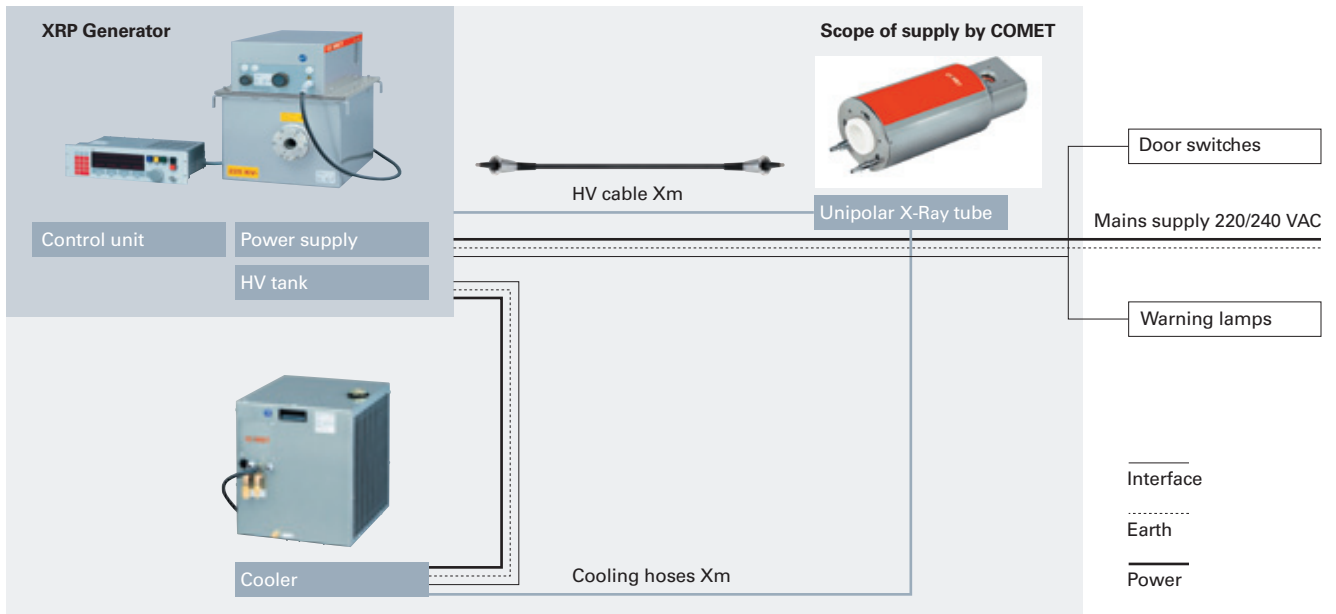 XRP Generator
Scope of supply by COMET
Door switches
HV cable Xm
Unipolar X-Ray tube
Mains supply 220/240 VAC
Control unit
Power supply
HV tank
Warning lamps
Interface
Earth
Cooler
Cooling hoses Xm
Power